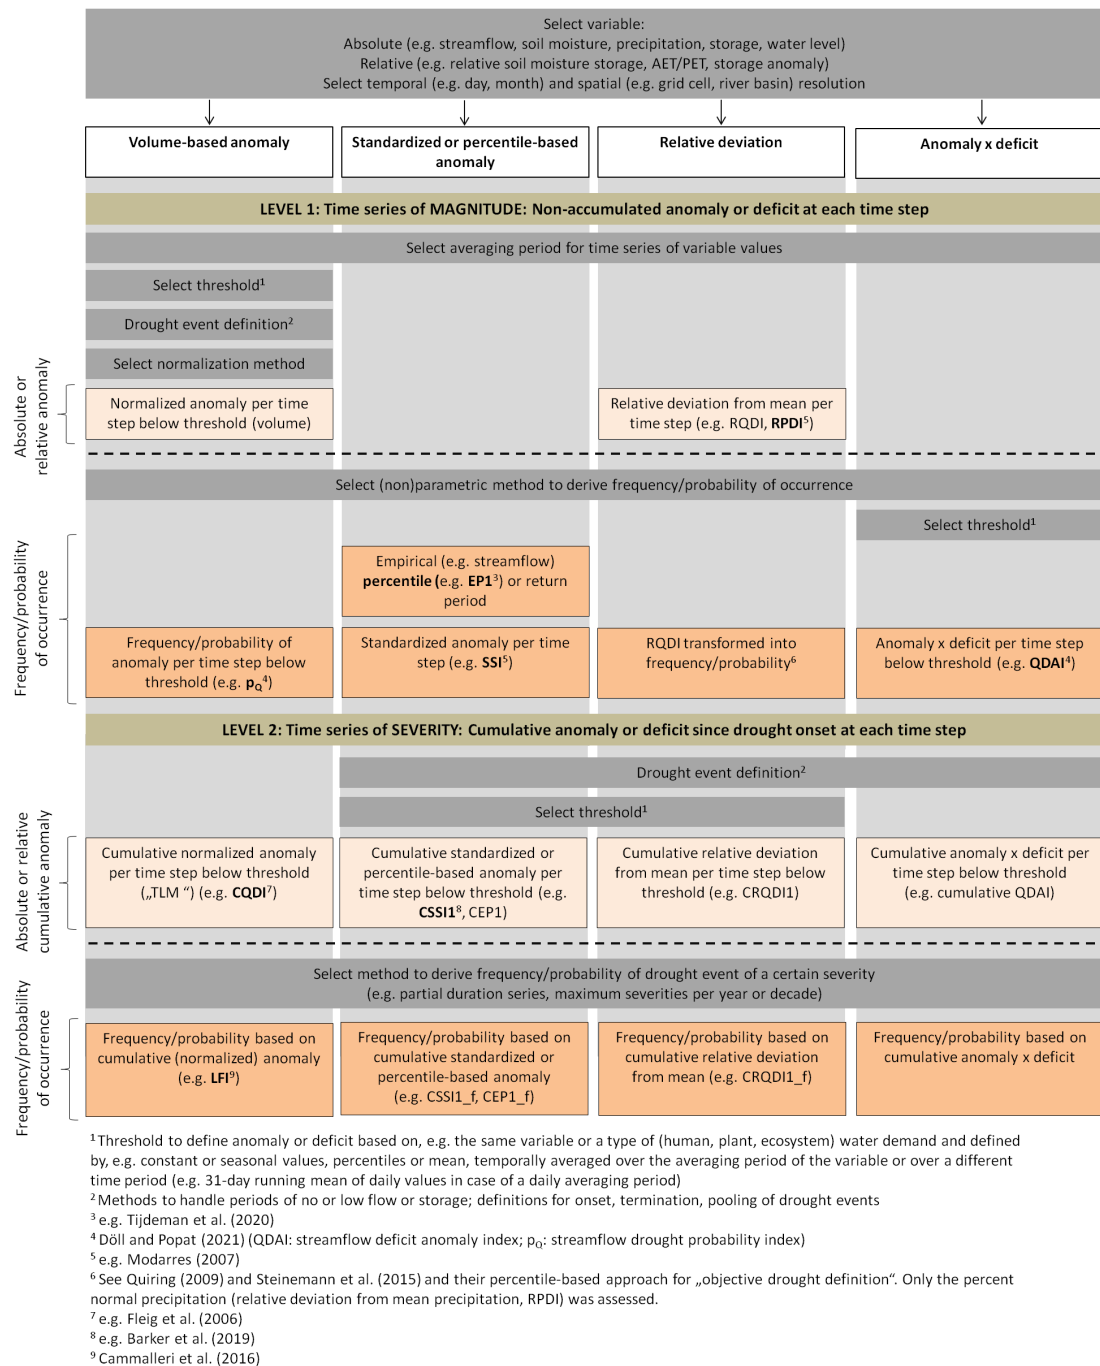 Select variable:
Absolute (e.g. streamflow, soil moisture, precipitation, storage, water level)
Relative (e.g. relative soil moisture storage, AET/PET, storage anomaly)
Select temporal (e.g. day, month) and spatial (e.g. grid cell, river basin) resolution
Volume-based anomaly
Standardized or percentile-based
anomaly
Relative deviation
Anomaly x deficit
LEVEL 1: Time series of MAGNITUDE: Non-accumulated anomaly or deficit at each time step
Select averaging period for time series of variable values
Select threshold¹
Drought event definition²
Select normalization method
Absolute or
relative anomaly
Normalized anomaly per time
step below threshold (volume)
Relative deviation from mean per
time step (e.g. RQDI, RPDI⁵)
Select (non)parametric method to derive frequency/probability of occurrence
Select threshold¹
Frequency/probability
of occurrence
Empirical (e.g. streamflow)
percentile (e.g. EP1³) or return
period
Frequency/probability of
anomaly per time step below
threshold (e.g. pQ⁴)
Standardized anomaly per time
step (e.g. SSI⁵)
RQDI transformed into
frequency/probability⁶
Anomaly x deficit per time step
below threshold (e.g. QDAI⁴)
LEVEL 2: Time series of SEVERITY: Cumulative anomaly or deficit since drought onset at each time step
Drought event definition²
Select threshold¹
Absolute or relative
cumulative anomaly
Cumulative normalized anomaly
per time step below threshold
(„TLM “) (e.g. CQDI⁷)
Cumulative standardized or
percentile-based anomaly per
time step below threshold (e.g.
CSSI1⁸, CEP1)
Cumulative relative deviation
from mean per time step below
threshold (e.g. CRQDI1)
Cumulative anomaly x deficit per
time step below threshold
(e.g. cumulative QDAI)
Select method to derive frequency/probability of drought event of a certain severity
(e.g. partial duration series, maximum severities per year or decade)
Frequency/probability
of occurrence
Frequency/probability based on
cumulative (normalized) anomaly
(e.g. LFI⁹)
Frequency/probability based on
cumulative standardized or
percentile-based anomaly
(e.g. CSSI1_f, CEP1_f)
Frequency/probability based on
cumulative relative deviation
from mean (e.g. CRQDI1_f)
Frequency/probability based on
cumulative anomaly x deficit
¹ Threshold to define anomaly or deficit based on, e.g. the same variable or a type of (human, plant, ecosystem) water demand and defined
by, e.g. constant or seasonal values, percentiles or mean, temporally averaged over the averaging period of the variable or over a different
time period (e.g. 31-day running mean of daily values in case of a daily averaging period)
² Methods to handle periods of no or low flow or storage; definitions for onset, termination, pooling of drought events
³ e.g. Tijdeman et al. (2020)
⁴ Döll and Popat (2021) (QDAI: streamflow deficit anomaly index; pQ: streamflow drought probability index)
⁵ e.g. Modarres (2007)
⁶ See Quiring (2009) and Steinemann et al. (2015) and their percentile-based approach for „objective drought definition“. Only the percent
normal precipitation (relative deviation from mean precipitation, RPDI) was assessed.
⁷ e.g. Fleig et al. (2006)
⁸ e.g. Barker et al. (2019)
⁹ Cammalleri et al. (2016)